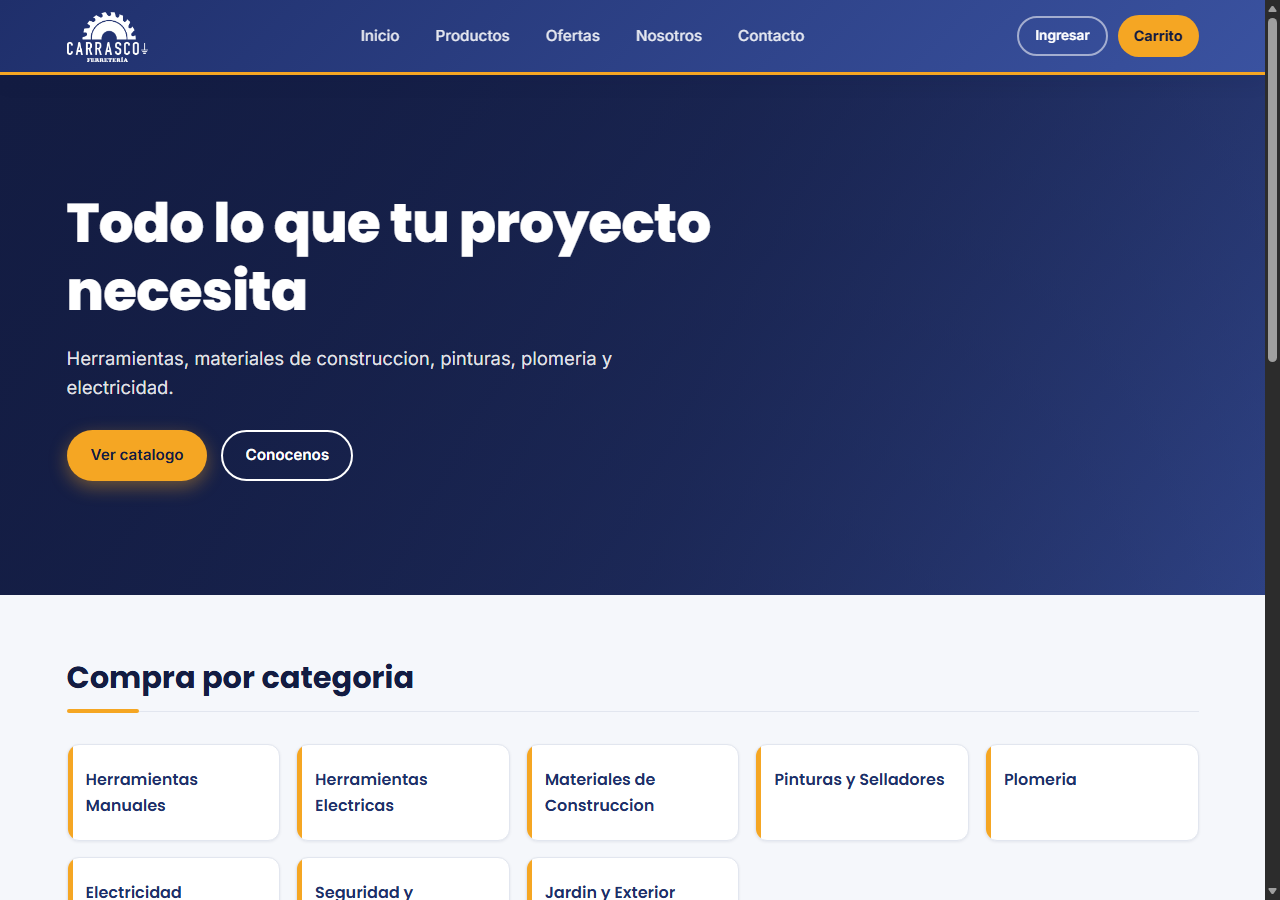 CARRASCO
FERRETERÍA
Inicio
Productos
Ofertas
Nosotros
Contacto
Ingresar
Carrito
Todo lo que tu proyecto
necesita
Herramientas, materiales de construccion, pinturas, plomeria y
electricidad.
Ver catalogo
Conocenos
Compra por categoria
Herramientas
Manuales
Herramientas
Electricas
Materiales de
Construccion
Pinturas y Selladores
Plomeria
Electricidad
Seguridad y
Jardin y Exterior